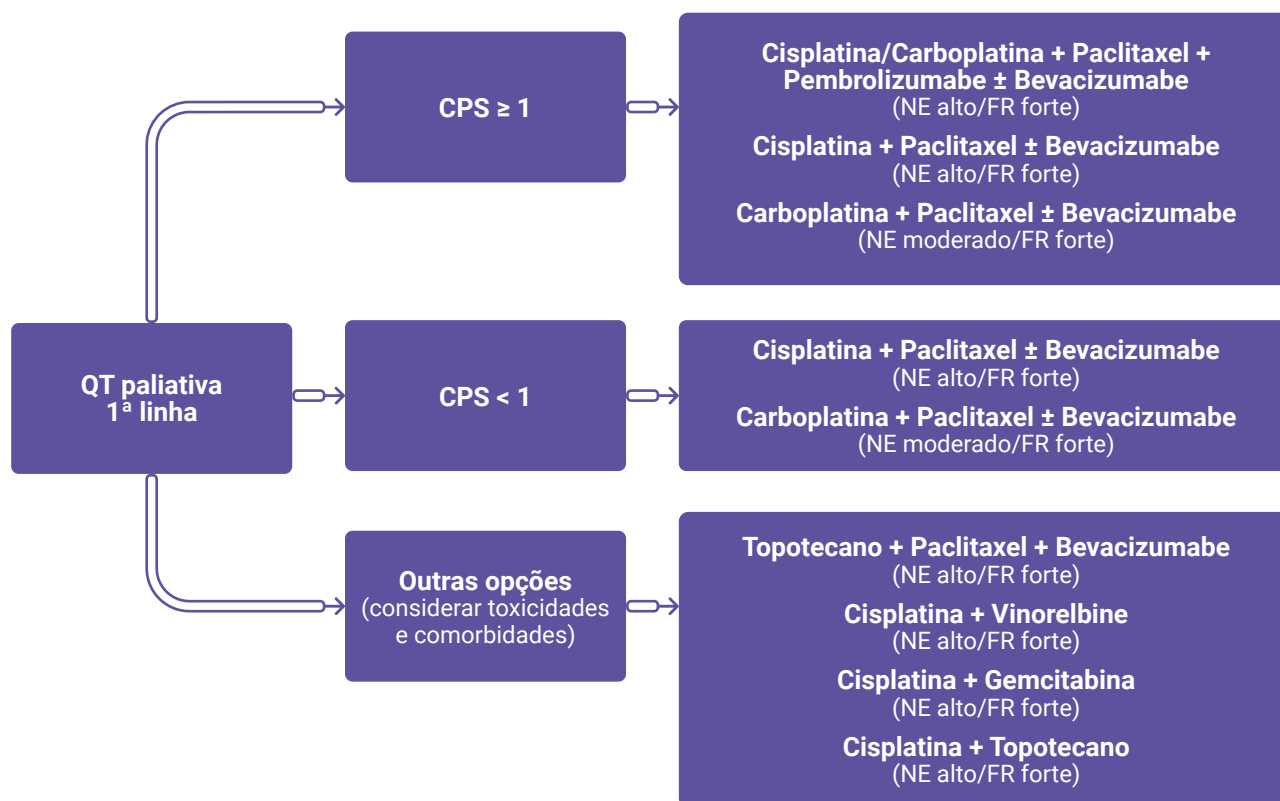 QT paliativa
1ª linha
CPS ≥ 1
Cisplatina/Carboplatina + Paclitaxel +
Pembrolizumabe ± Bevacizumabe
(NE alto/FR forte)
Cisplatina + Paclitaxel ± Bevacizumabe
(NE alto/FR forte)
Carboplatina + Paclitaxel ± Bevacizumabe
(NE moderado/FR forte)
CPS < 1
Cisplatina + Paclitaxel ± Bevacizumabe
(NE alto/FR forte)
Carboplatina + Paclitaxel ± Bevacizumabe
(NE moderado/FR forte)
Outras opções
(considerar toxicidades
e comorbidades)
Topotecano + Paclitaxel + Bevacizumabe
(NE alto/FR forte)
Cisplatina + Vinorelbine
(NE alto/FR forte)
Cisplatina + Gemcitabina
(NE alto/FR forte)
Cisplatina + Topotecano
(NE alto/FR forte)